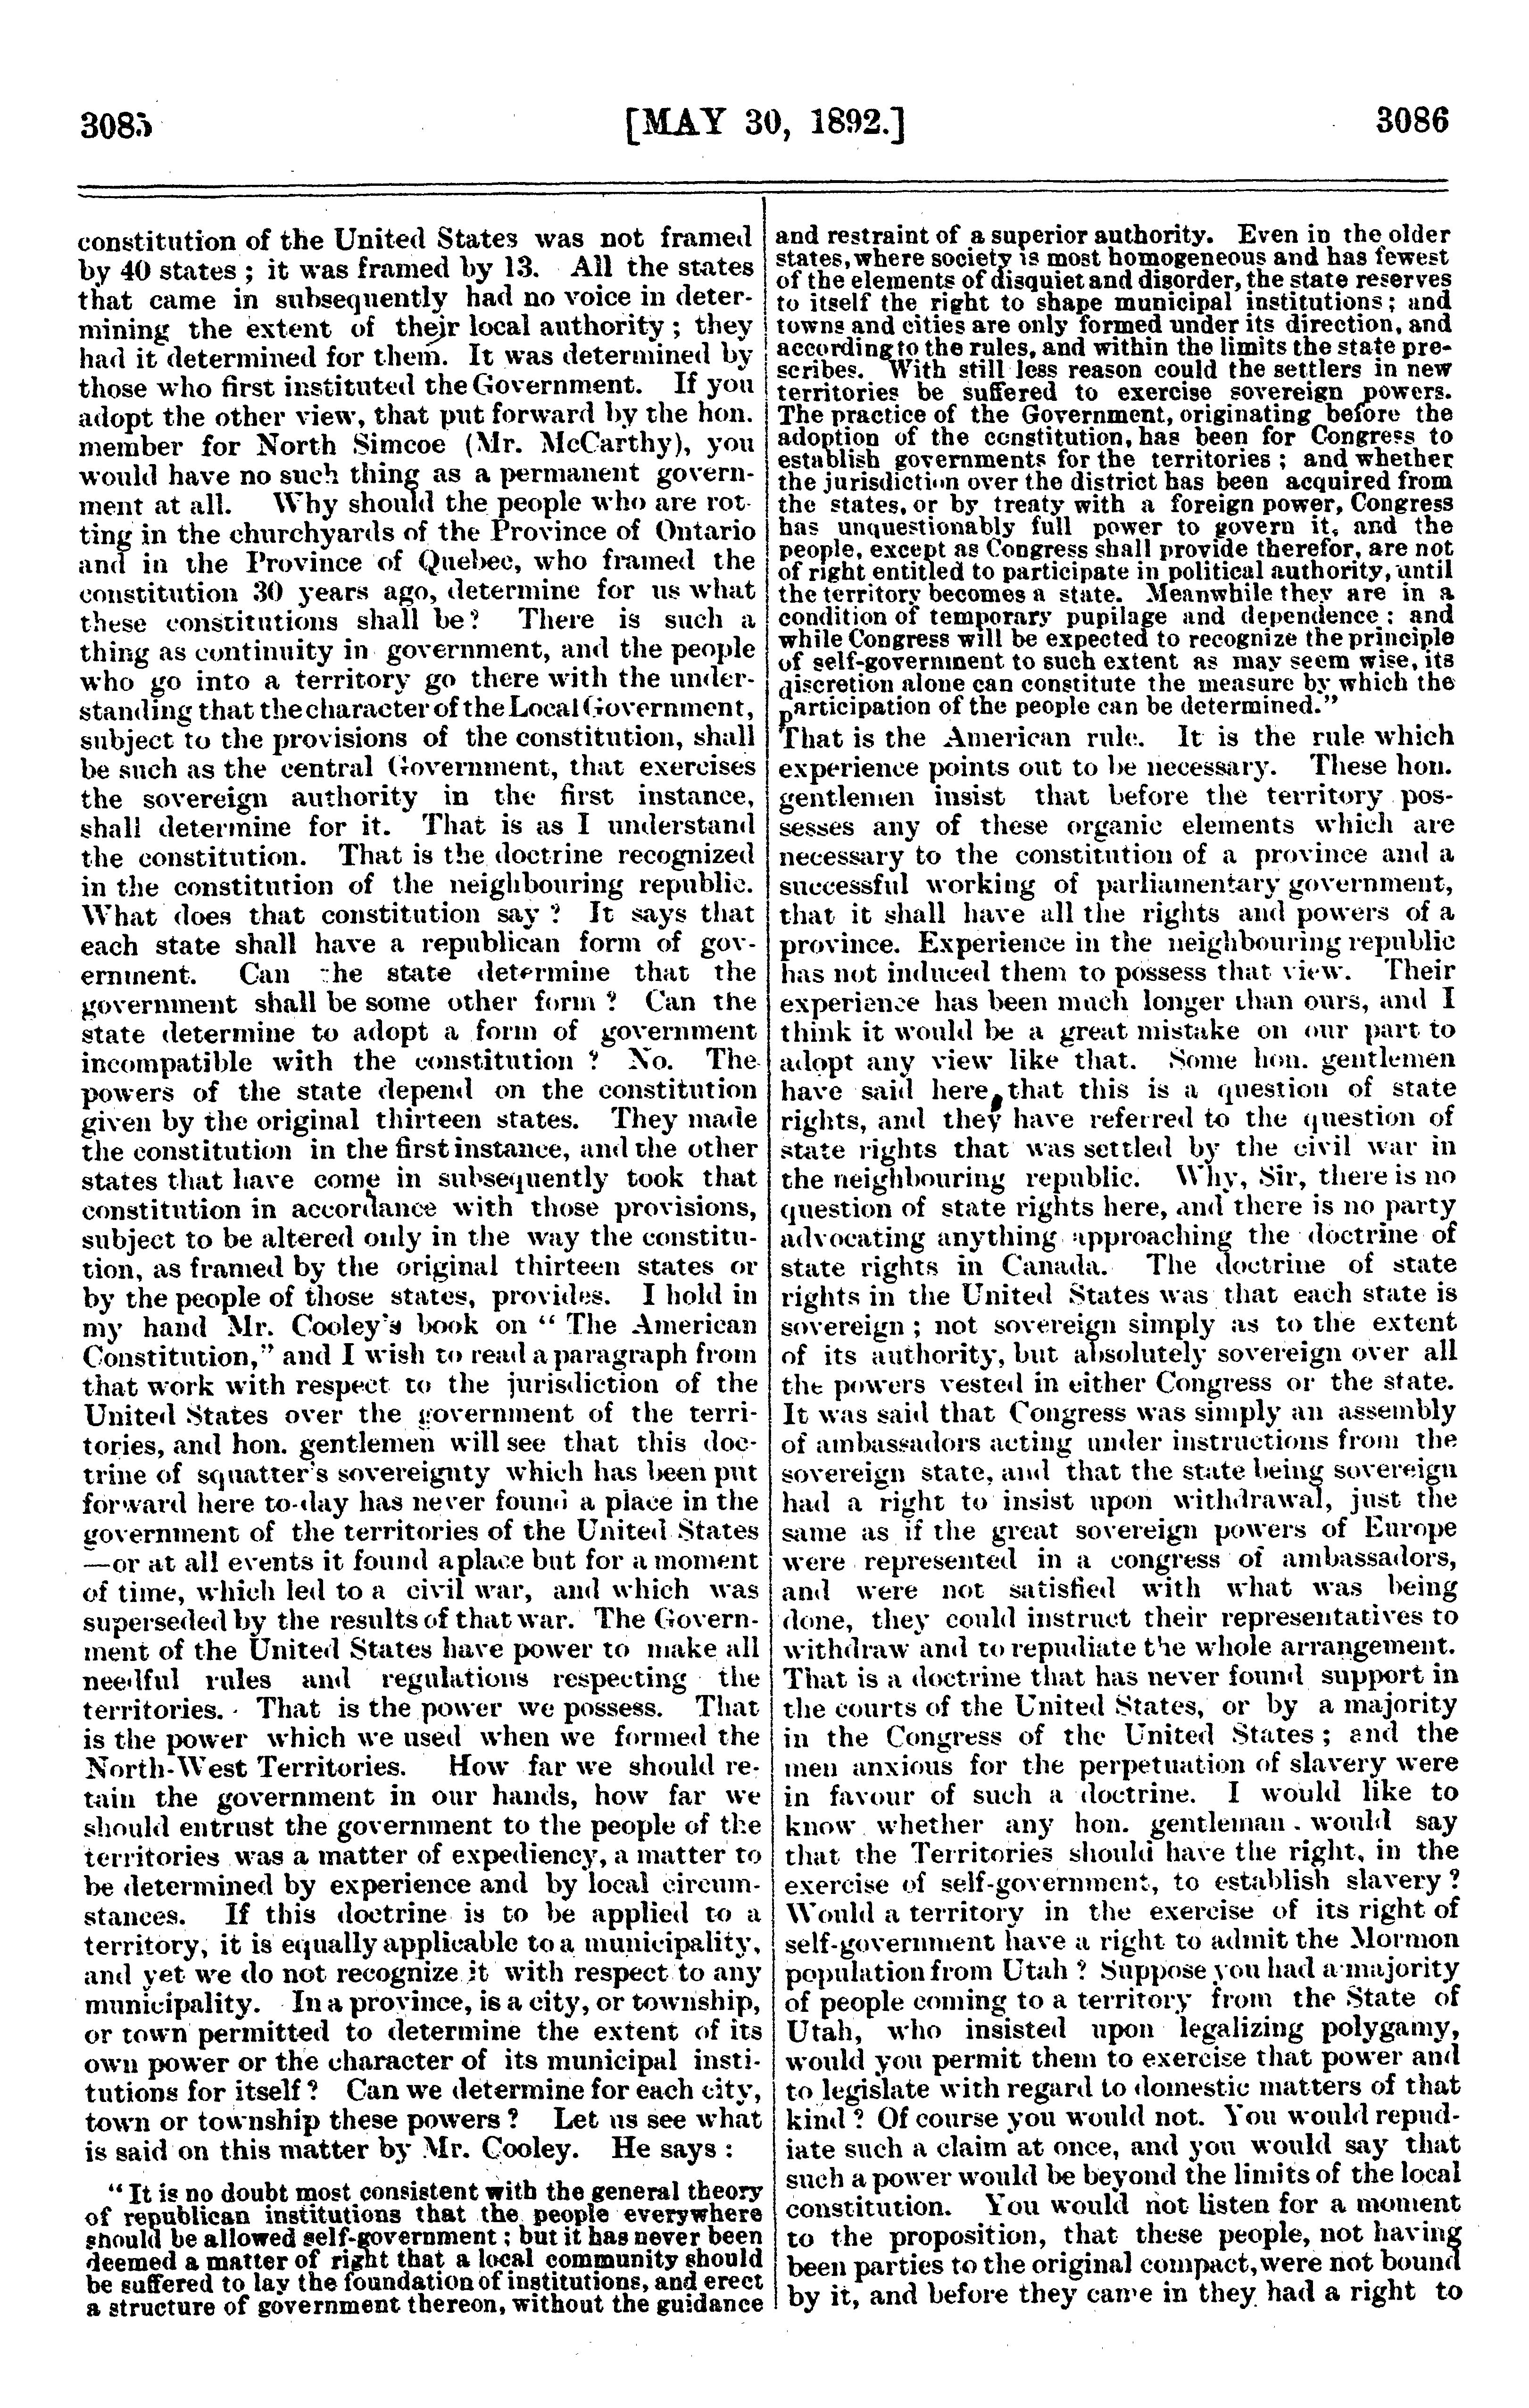 3085
[MAY 30, 1892.]
3086
constitution of the United States was not framed
by 40 states ; it was framed by 13. All the states
that came in subsequently had no voice in deter-
mining the extent of their local authority ; they
had it determined for them. It was determined by
those who first instituted the Government. If you
adopt the other view, that put forward by the hon.
member for North Simcoe (Mr. McCarthy), you
would have no such thing as a permanent govern-
ment at all. Why should the people who are rot-
ting in the churchyards of the Province of Ontario
and in the Province of Quebec, who framed the
constitution 30 years ago, determine for us what
these constitutions shall be? There is such a
thing as continuity in government, and the people
who go into a territory go there with the under-
standing that the character of the Local Government,
subject to the provisions of the constitution, shall
be such as the central Government, that exercises
the sovereign authority in the first instance,
shall determine for it. That is as I understand
the constitution. That is the doctrine recognized
in the constitution of the neighbouring republic.
What does that constitution say ? It says that
each state shall have a republican form of gov-
ernment. Can the state determine that the
government shall be some other form ? Can the
state determine to adopt a form of government
incompatible with the constitution ? No. The
powers of the state depend on the constitution
given by the original thirteen states. They made
the constitution in the first instance, and the other
states that have come in subsequently took that
constitution in accordance with those provisions,
subject to be altered only in the way the constitu-
tion, as framed by the original thirteen states or
by the people of those states, provides. I hold in
my hand Mr. Cooley's book on " The American
Constitution," and I wish to read a paragraph from
that work with respect to the jurisdiction of the
United States over the government of the terri-
tories, and hon. gentlemen will see that this doc-
trine of squatter's sovereignty which has been put
forward here to-day has never found a place in the
government of the territories of the United States
—or at all events it found a place but for a moment
of time, which led to a civil war, and which was
superseded by the results of that war. The Govern-
ment of the United States have power to make all
needful rules and regulations respecting the
territories. That is the power we possess. That
is the power which we used when we formed the
North-West Territories. How far we should re-
tain the government in our hands, how far we
should entrust the government to the people of the
territories was a matter of expediency, a matter to
be determined by experience and by local circum-
stances. If this doctrine is to be applied to a
territory, it is equally applicable to a municipality,
and yet we do not recognize it with respect to any
municipality. In a province, is a city, or township,
or town permitted to determine the extent of its
own power or the character of its municipal insti-
tutions for itself? Can we determine for each city,
town or township these powers ? Let us see what
is said on this matter by Mr. Cooley. He says :
" It is no doubt most consistent with the general theory
of republican institutions that the people everywhere
should be allowed self-government ; but it has never been
deemed a matter of right that a local community should
be suffered to lay the foundation of institutions, and erect
a structure of government thereon, without the guidance
and restraint of a superior authority. Even in the older
states, where society is most homogeneous and has fewest
of the elements of disquiet and disorder, the state reserves
to itself the right to shape municipal institutions ; and
towns and cities are only formed under its direction, and
according to the rules, and within the limits the state pre-
scribes. With still less reason could the settlers in new
territories be suffered to exercise sovereign powers.
The practice of the Government, originating before the
adoption of the constitution, has been for Congress to
establish governments for the territories ; and whether
the jurisdiction over the district has been acquired from
the states, or by treaty with a foreign power, Congress
has unquestionably full power to govern it, and the
people, except as Congress shall provide therefor, are not
of right entitled to participate in political authority, until
the territory becomes a state. Meanwhile they are in a
condition of temporary pupilage and dependence ; and
while Congress will be expected to recognize the principle
of self-government to such extent as may seem wise, its
discretion alone can constitute the measure by which the
participation of the people can be determined."
That is the American rule. It is the rule which
experience points out to be necessary. These hon.
gentlemen insist that before the territory pos-
sesses any of these organic elements which are
necessary to the constitution of a province and a
successful working of parliamentary government,
that it shall have all the rights and powers of a
province. Experience in the neighbouring republic
has not induced them to possess that view. Their
experience has been much longer than ours, and I
think it would be a great mistake on our part to
adopt any view like that. Some hon. gentlemen
have said here, that this is a question of state
rights, and they have referred to the question of
state rights that was settled by the civil war in
the neighbouring republic. Why, Sir, there is no
question of state rights here, and there is no party
advocating anything approaching the doctrine of
state rights in Canada. The doctrine of state
rights in the United States was that each state is
sovereign ; not sovereign simply as to the extent
of its authority, but absolutely sovereign over all
the powers vested in either Congress or the state.
It was said that Congress was simply an assembly
of ambassadors acting under instructions from the
sovereign state, and that the state being sovereign
had a right to insist upon withdrawal, just the
same as if the great sovereign powers of Europe
were represented in a congress of ambassadors,
and were not satisfied with what was being
done, they could instruct their representatives to
withdraw and to repudiate the whole arrangement.
That is a doctrine that has never found support in
the courts of the United States, or by a majority
in the Congress of the United States ; and the
men anxious for the perpetuation of slavery were
in favour of such a doctrine. I would like to
know whether any hon. gentleman would say
that the Territories should have the right, in the
exercise of self-government, to establish slavery ?
Would a territory in the exercise of its right of
self-government have a right to admit the Mormon
population from Utah ? Suppose you had a majority
of people coming to a territory from the State of
Utah, who insisted upon legalizing polygamy,
would you permit them to exercise that power and
to legislate with regard to domestic matters of that
kind ? Of course you would not. You would repud-
iate such a claim at once, and you would say that
such a power would be beyond the limits of the local
constitution. You would not listen for a moment
to the proposition, that these people, not having
been parties to the original compact, were not bound
by it, and before they came in they had a right to